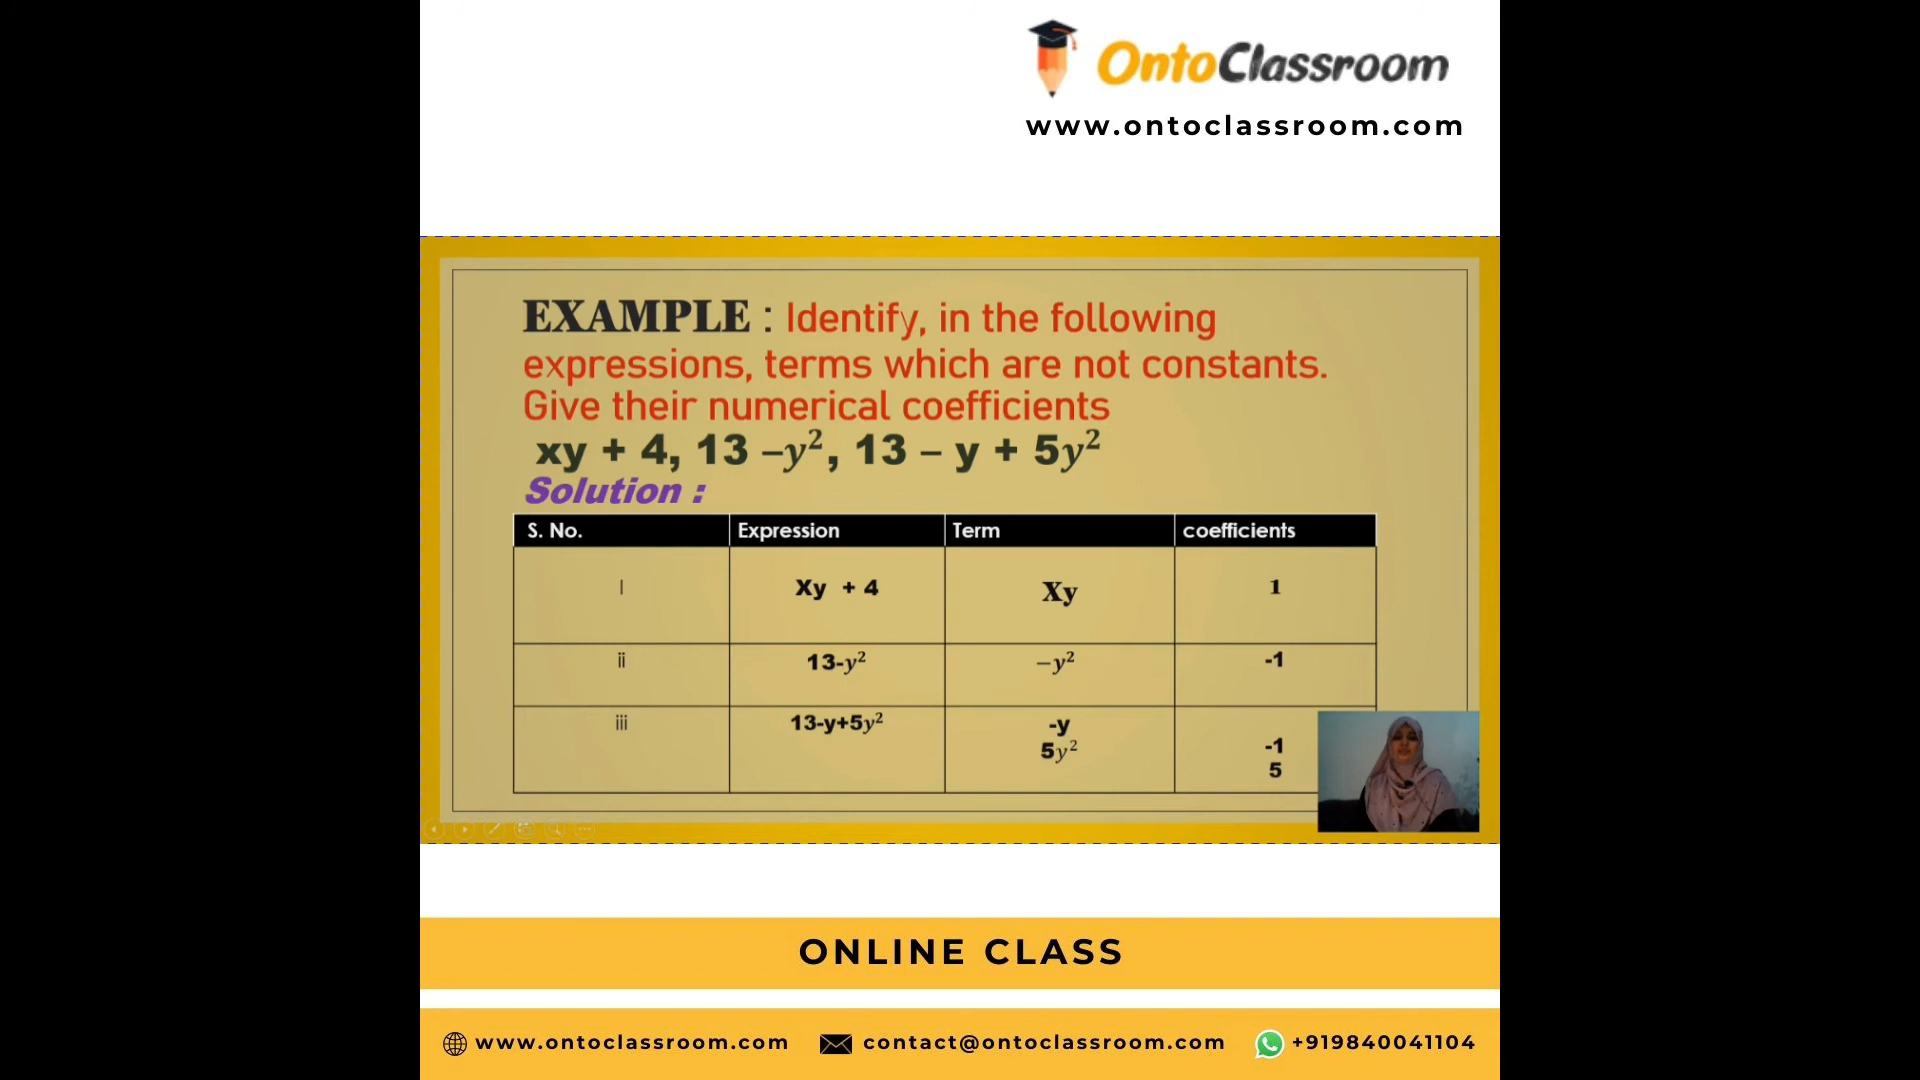 OntoClassroom
www.ontoclassroom.com
EXAMPLE : Identify, in the following
expressions, terms which are not constants.
Give their numerical coefficients
xy + 4, 13 –y², 13 – y + 5y²
Solution :
S. No. Expression Term coefficients
I Xy + 4 Xy 1
ii 13-y² −y² -1
iii 13-y+5y² -y
5y² -1
5
ONLINE CLASS
www.ontoclassroom.com contact@ontoclassroom.com +919840041104